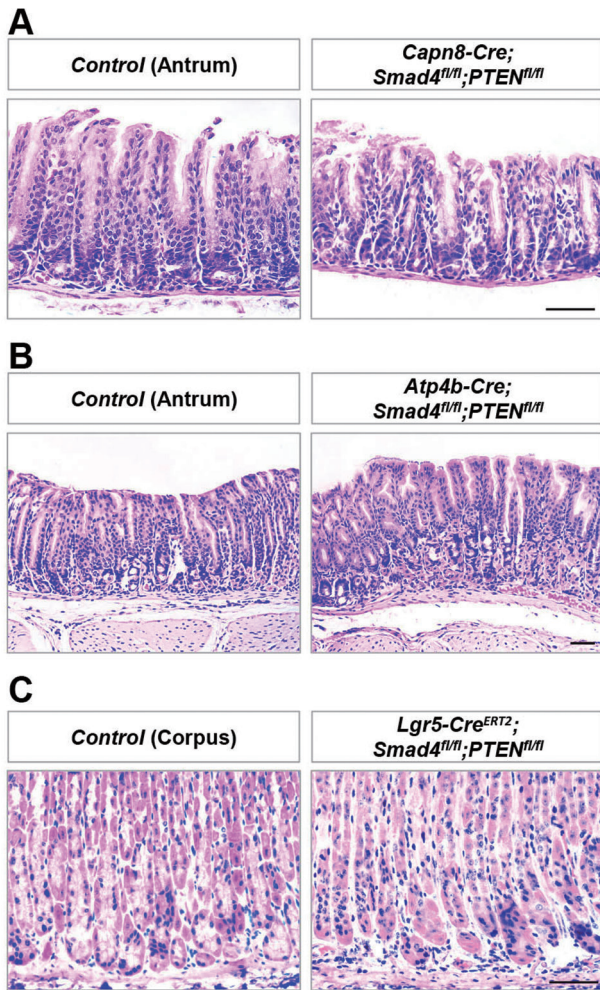 A
Control (Antrum)
Capn8-Cre;
Smad4fl/fl;PTENfl/fl
B
Control (Antrum)
Atp4b-Cre;
Smad4fl/fl;PTENfl/fl
C
Control (Corpus)
Lgr5-CreERT2;
Smad4fl/fl;PTENfl/fl